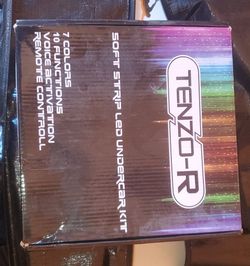 TENZO-R
SOFT STRIP LED UNDERCAR KIT
7 COLORS
10 FUNCTIONS
VOICE ACTIVATION
REMOTE CONTROLL